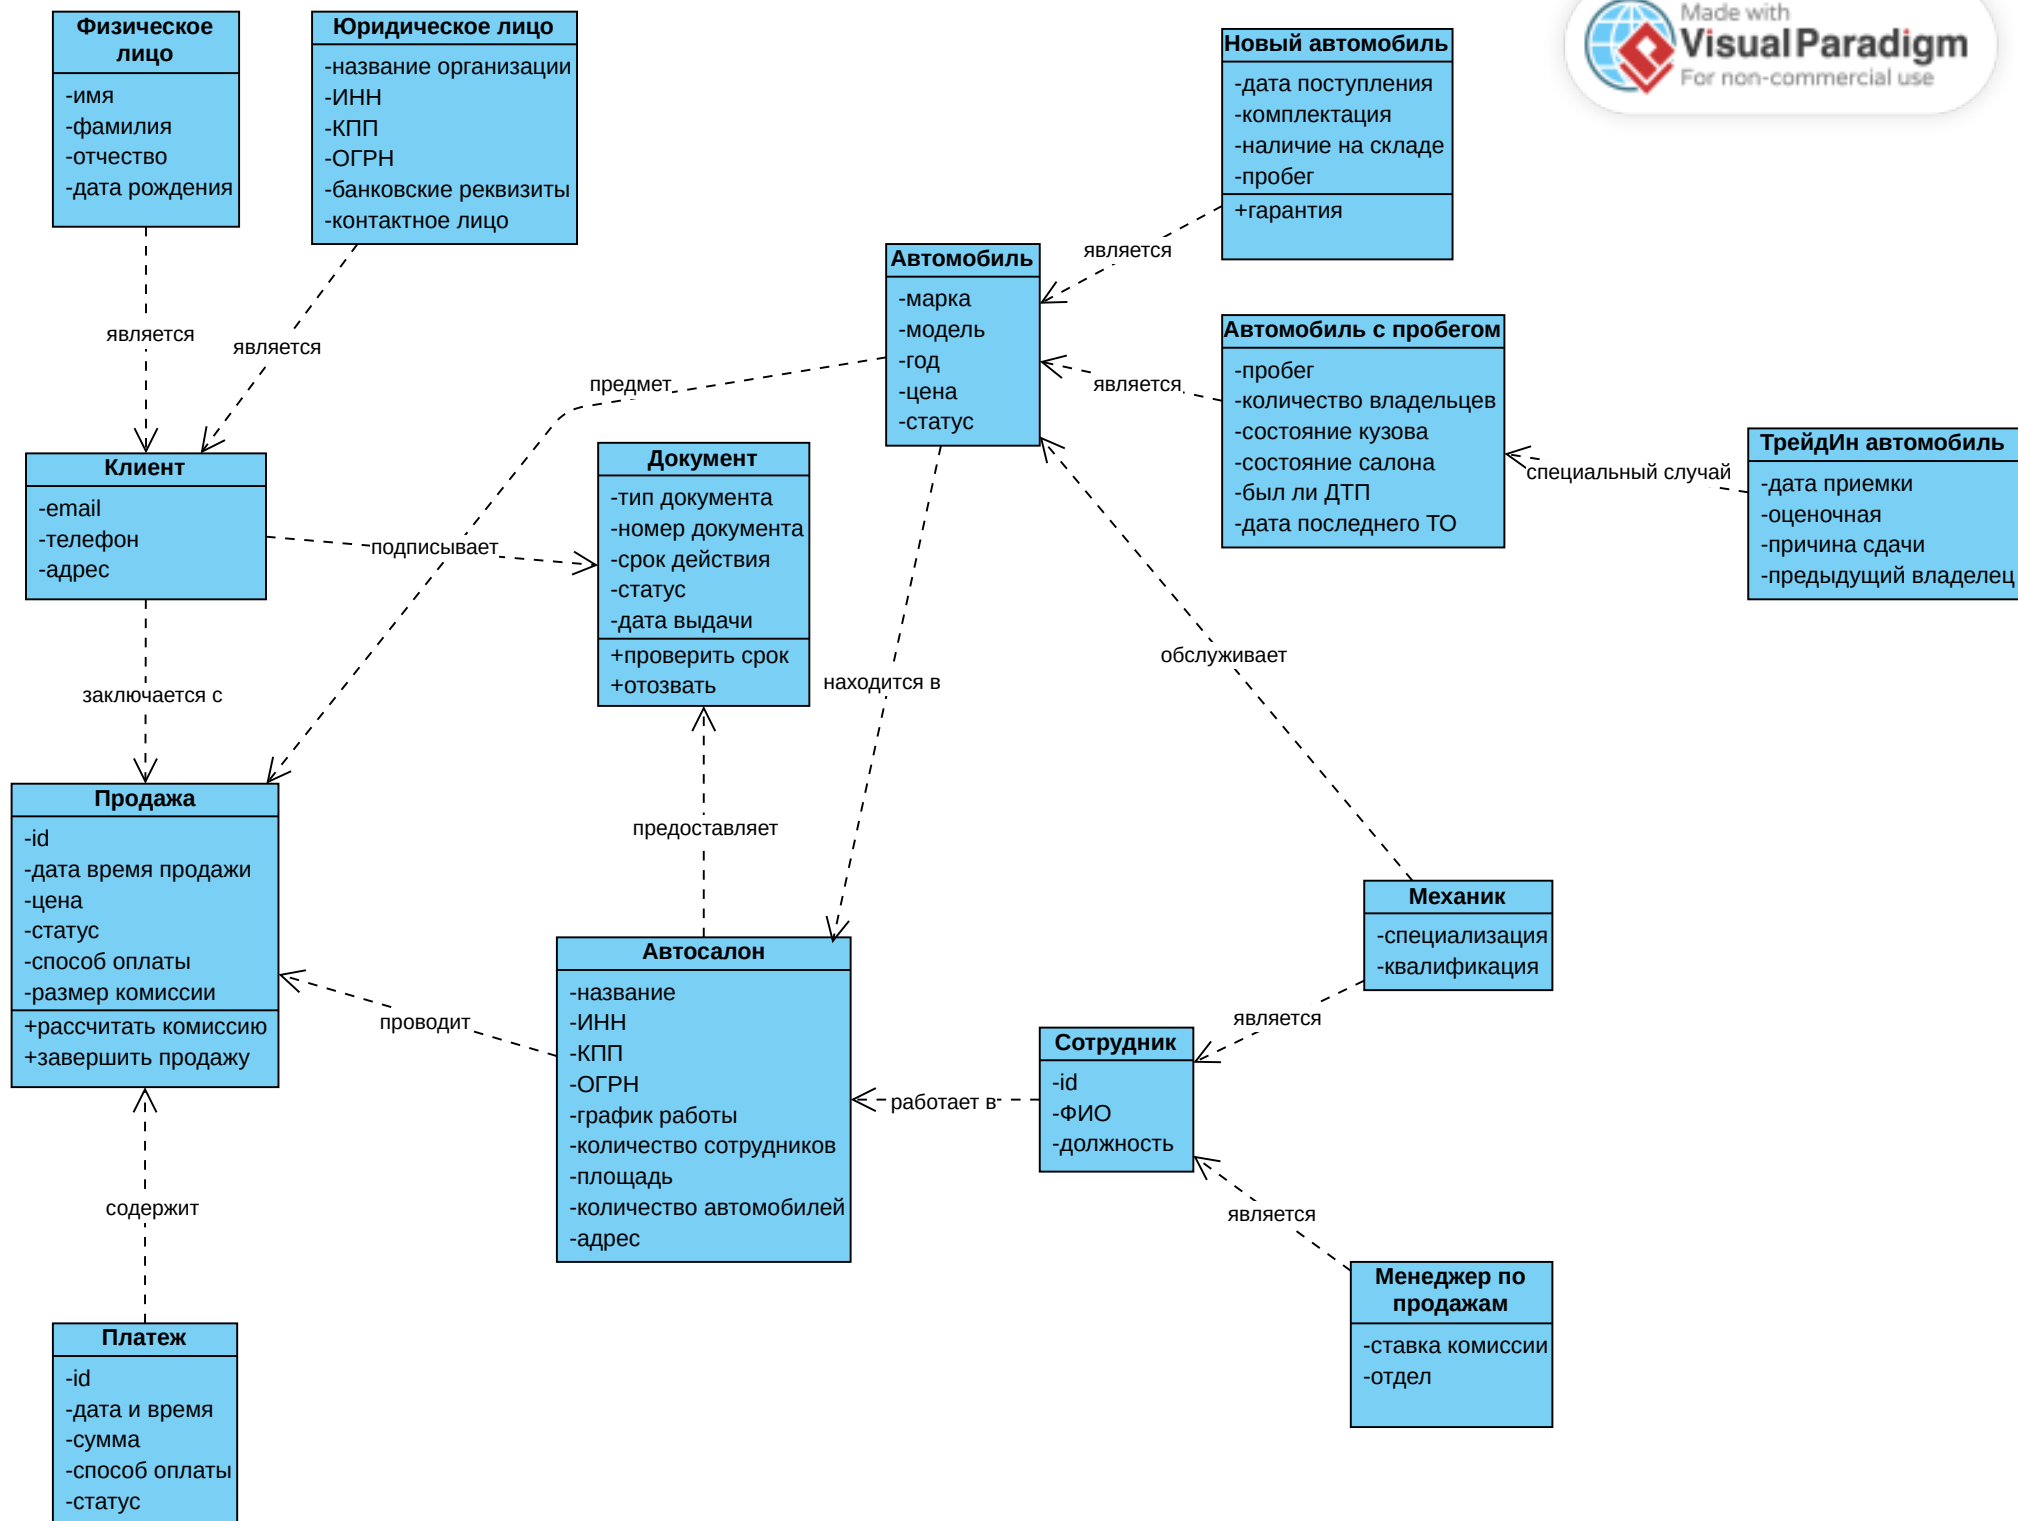 Физическое
лицо
-имя
-фамилия
-отчество
-дата рождения
Юридическое лицо
-название организации
-ИНН
-КПП
-ОГРН
-банковские реквизиты
-контактное лицо
Новый автомобиль
-дата поступления
-комплектация
-наличие на складе
-пробег
+гарантия
Made with
Visual Paradigm
For non-commercial use
является
является
является
Автомобиль
-марка
-модель
-год
-цена
-статус
Автомобиль с пробегом
-пробег
-количество владельцев
-состояние кузова
-состояние салона
-был ли ДТП
-дата последнего ТО
является
предмет
специальный случай
ТрейдИн автомобиль
-дата приемки
-оценочная
-причина сдачи
-предыдущий владелец
Клиент
-email
-телефон
-адрес
подписывает
Документ
-тип документа
-номер документа
-срок действия
-статус
-дата выдачи
+проверить срок
+отозвать
заключается с
находится в
обслуживает
предоставляет
Продажа
-id
-дата время продажи
-цена
-статус
-способ оплаты
-размер комиссии
+рассчитать комиссию
+завершить продажу
проводит
Автосалон
-название
-ИНН
-КПП
-ОГРН
-график работы
-количество сотрудников
-площадь
-количество автомобилей
-адрес
Механик
-специализация
-квалификация
является
Сотрудник
-id
-ФИО
-должность
работает в
является
Менеджер по
продажам
-ставка комиссии
-отдел
содержит
Платеж
-id
-дата и время
-сумма
-способ оплаты
-статус